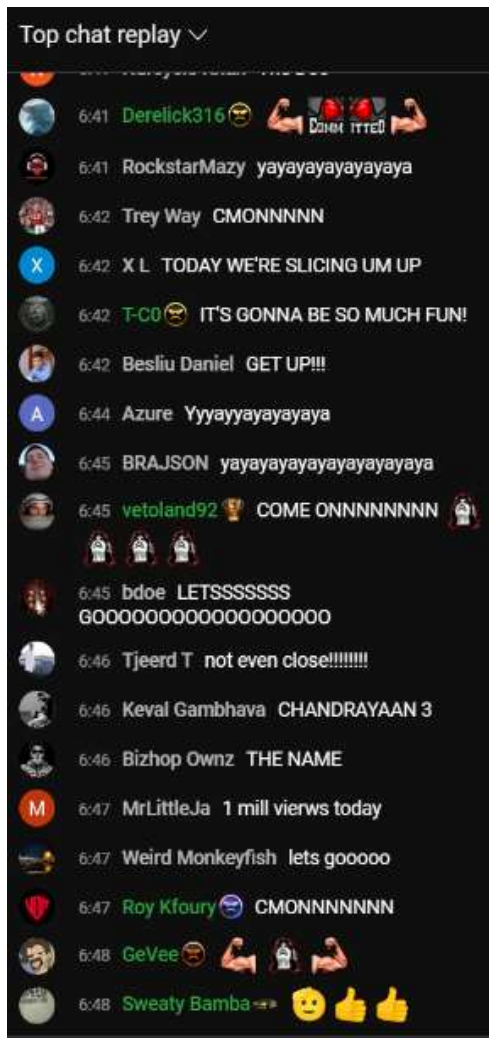 Top chat replay
6:41 Derelick316 COMM ITTED
6:41 RockstarMazy yayayayayayayaya
6:42 Trey Way CMONNNNN
X 6:42 X L TODAY WE'RE SLICING UM UP
6:42 T-C0 IT'S GONNA BE SO MUCH FUN!
6:42 Besliu Daniel GET UP!!!
A 6:44 Azure Yyyayyayayayaya
6:45 BRAJSON yayayayayayayayayayaya
6:45 vetoland92 COME ONNNNNNNN
6:45 bdoe LETSSSSSSS
GOOOOOOOOOOOOOOOOOOO
6:46 Tjeerd T not even close!!!!!!!!
6:46 Keval Gambhava CHANDRAYAAN 3
6:46 Bizhop Ownz THE NAME
M 6:47 MrLittleJa 1 mill vierws today
6:47 Weird Monkeyfish lets gooooo
6:47 Roy Kfoury CMONNNNNNN
6:48 GeVee
6:48 Sweaty Bamba